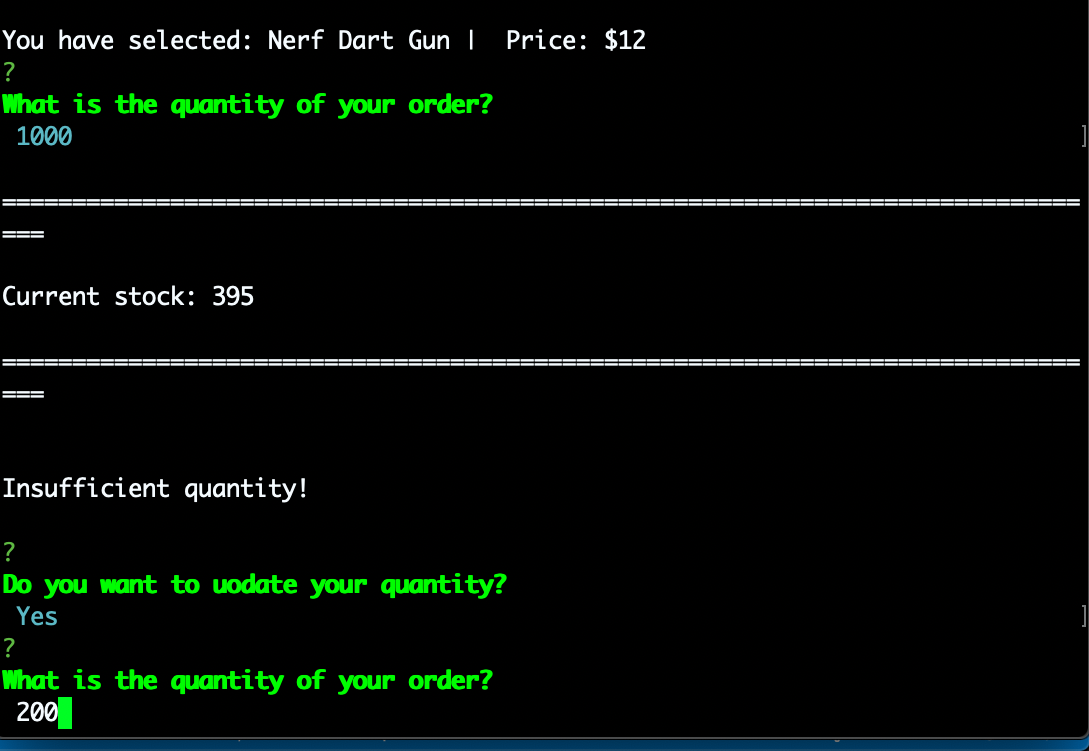 You have selected: Nerf Dart Gun |  Price: $12
?
What is the quantity of your order?
1000 ]
=============================================================================
===
Current stock: 395
=============================================================================
===
Insufficient quantity!
?
Do you want to uodate your quantity?
Yes ]
?
What is the quantity of your order?
200